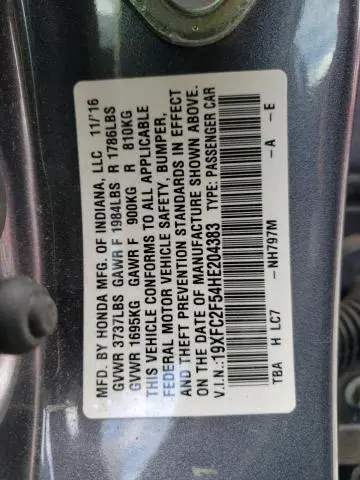 MFD. BY HONDA MFG. OF INDIANA, LLC 11/'16
GVWR 3737LBS GAWR F 1984LBS R 1786LBS
GVWR 1695KG GAWR F 900KG R 810KG
THIS VEHICLE CONFORMS TO ALL APPLICABLE
FEDERAL MOTOR VEHICLE SAFETY, BUMPER,
AND THEFT PREVENTION STANDARDS IN EFFECT
ON THE DATE OF MANUFACTURE SHOWN ABOVE.
V.I.N.:19XFC2F54HE204383 TYPE: PASSENGER CAR
TBA H LC7 -NH797M -A -E